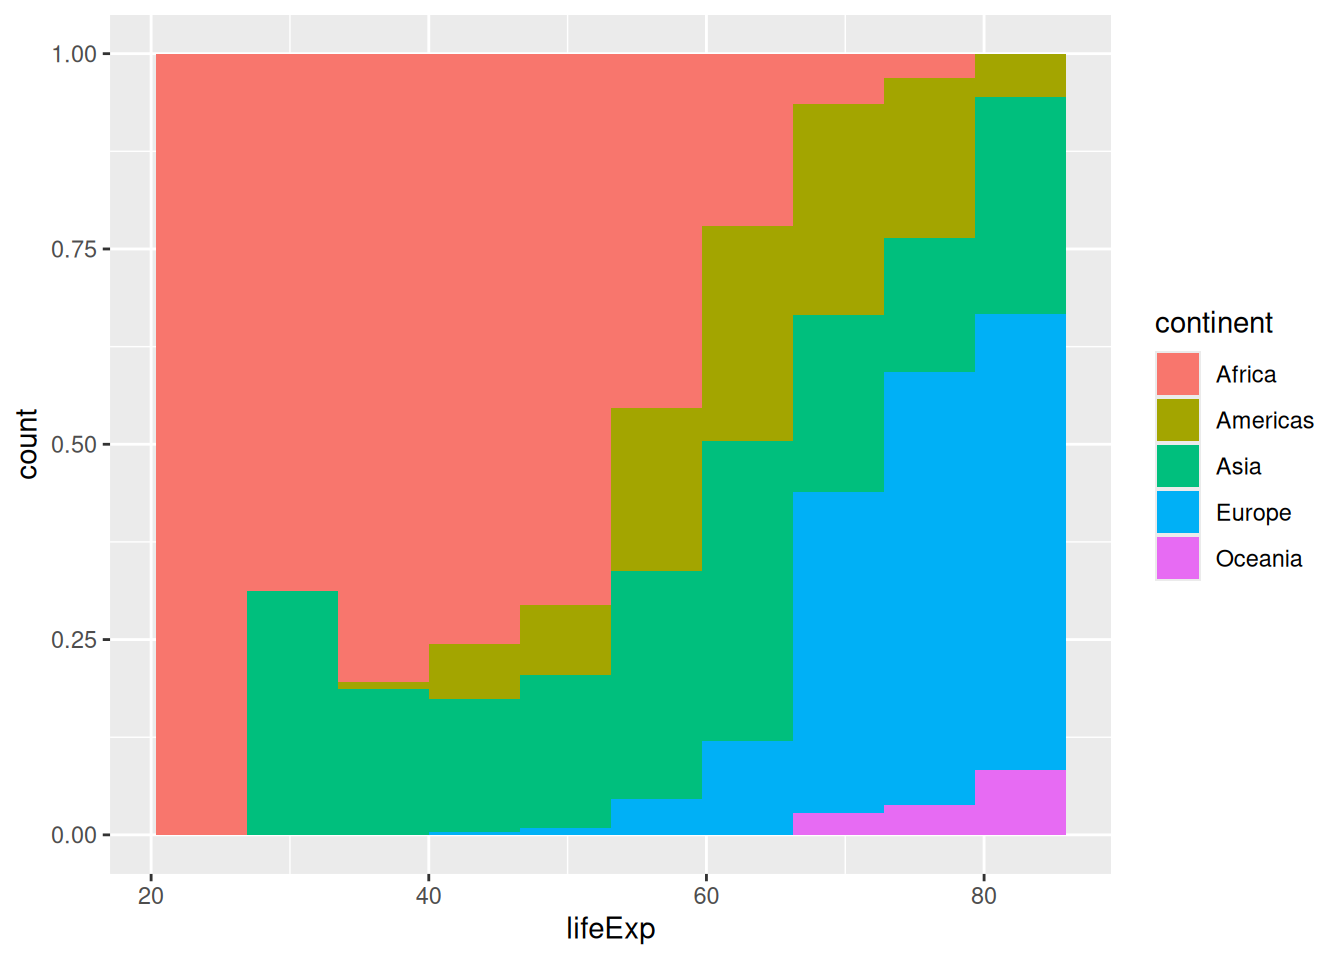 1.00
0.75
0.50
0.25
0.00
count
20 40 60 80
lifeExp
continent
Africa
Americas
Asia
Europe
Oceania